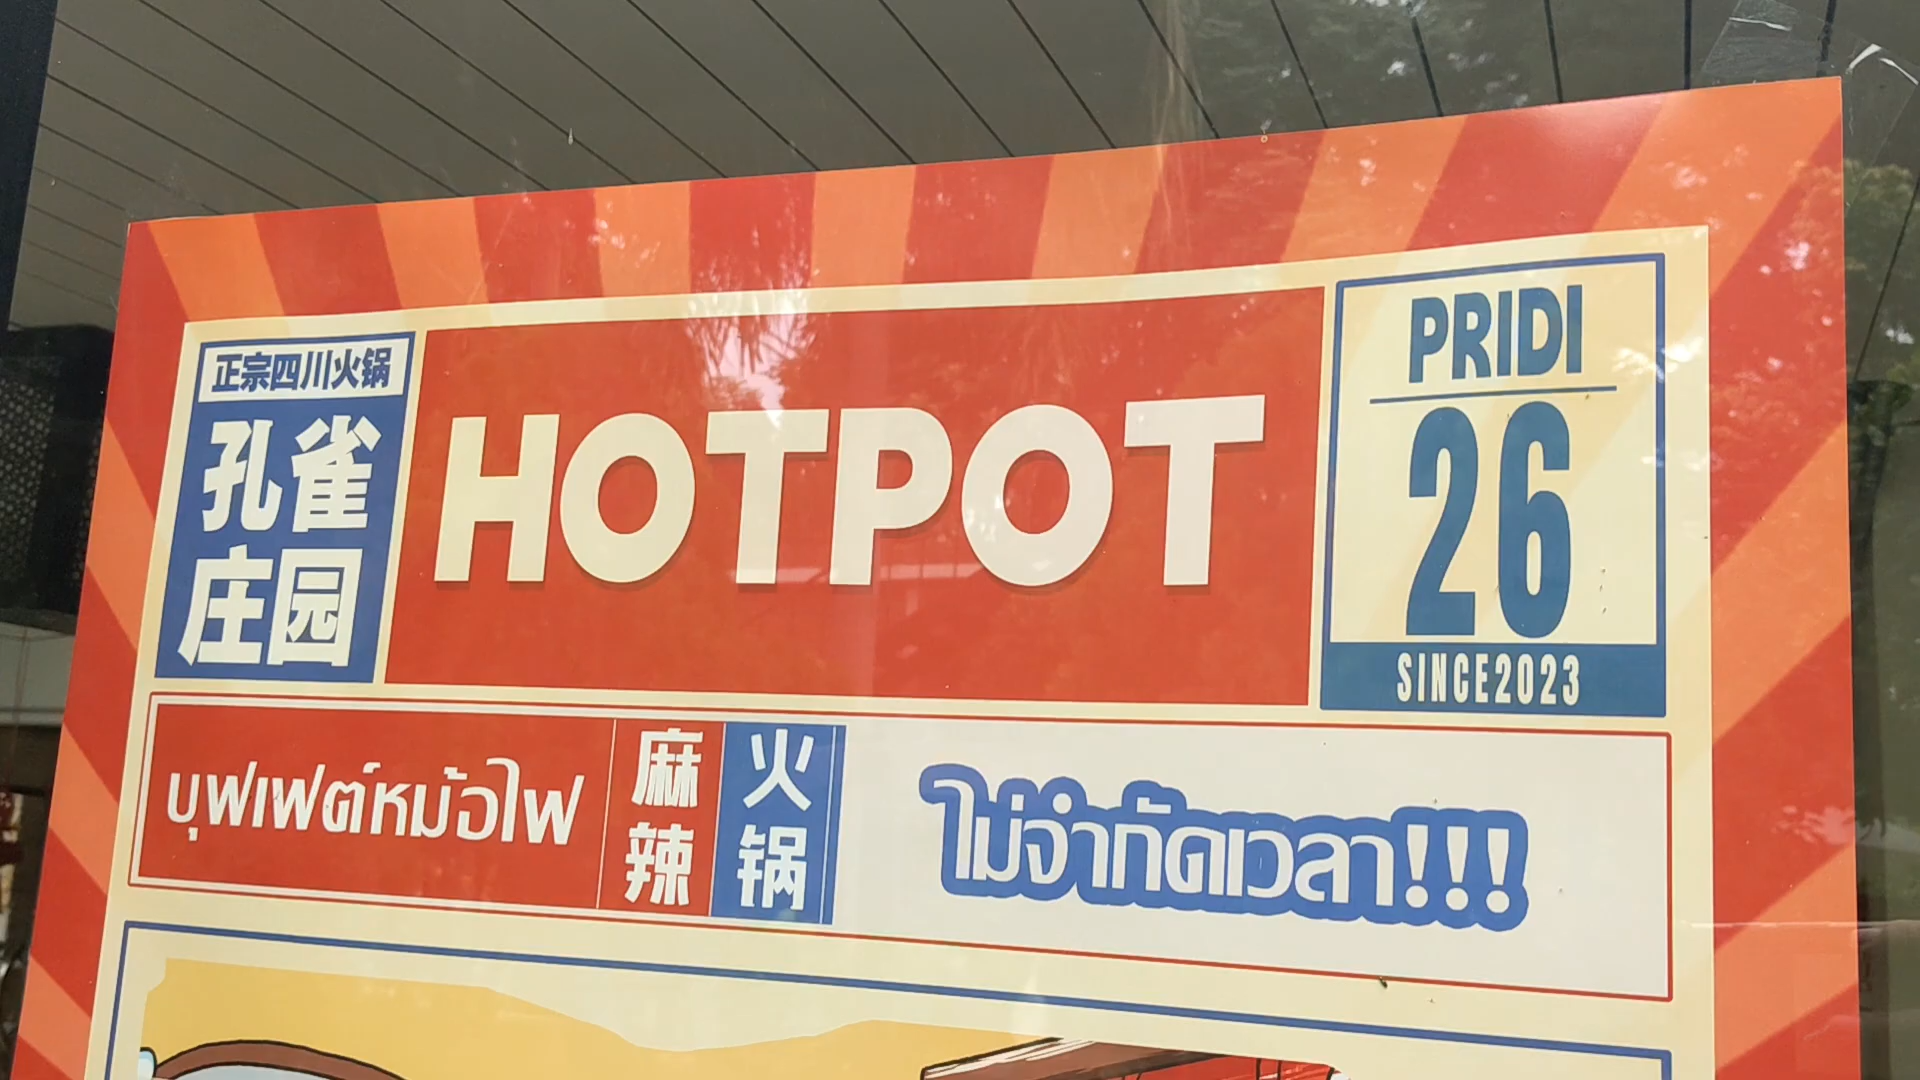 正宗四川火锅
孔雀
庄园
HOTPOT
PRIDI
26
SINCE2023
บุฟเฟต์หม้อไฟ
麻辣
火锅
ไม่จำกัดเวลา!!!